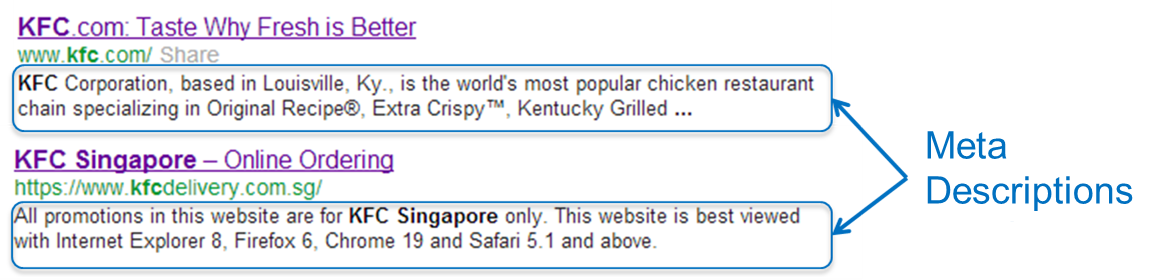 KFC.com: Taste Why Fresh is Better
www.kfc.com/ Share
KFC Corporation, based in Louisville, Ky., is the world's most popular chicken restaurant
chain specializing in Original Recipe®, Extra Crispy™, Kentucky Grilled ...
KFC Singapore – Online Ordering
https://www.kfcdelivery.com.sg/
All promotions in this website are for KFC Singapore only. This website is best viewed
with Internet Explorer 8, Firefox 6, Chrome 19 and Safari 5.1 and above.
Meta
Descriptions